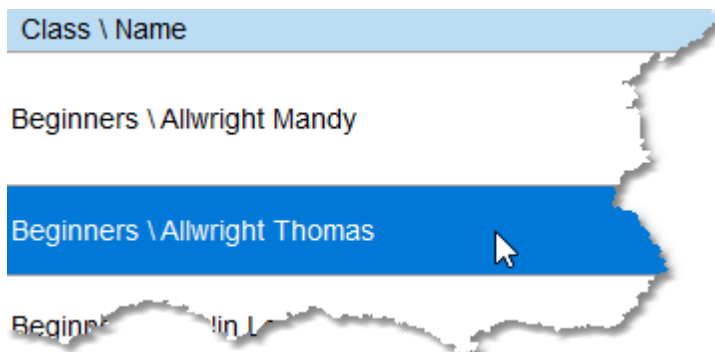 Class \ Name
Beginners \ Allwright Mandy
Beginners \ Allwright Thomas